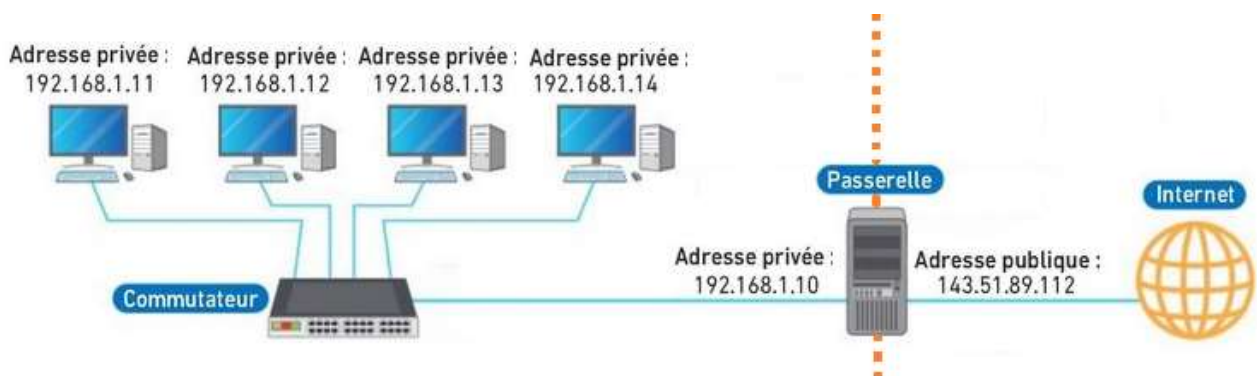 Adresse privée :
192.168.1.11
Adresse privée :
192.168.1.12
Adresse privée :
192.168.1.13
Adresse privée :
192.168.1.14
Passerelle
Internet
Adresse privée :
192.168.1.10
Adresse publique :
143.51.89.112
Commutateur